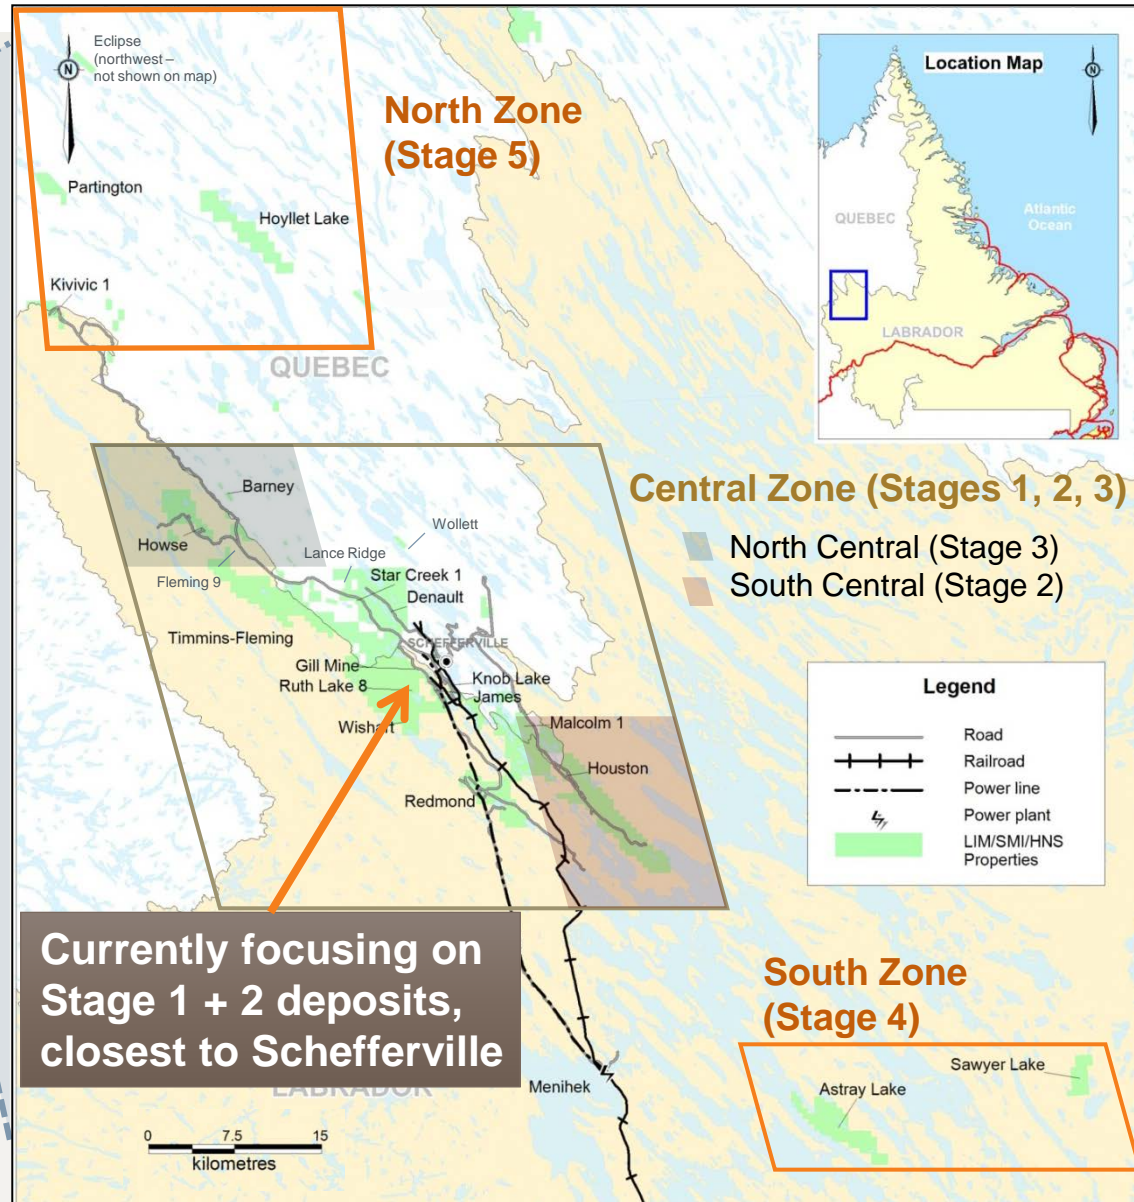 Eclipse
(northwest –
not shown on map)
N
North Zone
(Stage 5)
Partington
Hoyllet Lake
Kivivic 1
QUEBEC
Location Map
N
QUEBEC
Atlantic
Ocean
LABRADOR
Central Zone (Stages 1, 2, 3)
North Central (Stage 3)
South Central (Stage 2)
Barney
Howse
Wollett
Lance Ridge
Fleming 9
Star Creek 1
Denault
Timmins-Fleming
SCHEFFERVILLE
Gill Mine
Knob Lake
Ruth Lake 8
James
Wishart
Malcolm 1
Houston
Redmond
Legend
Road
Railroad
Power line
Power plant
LIM/SMI/HNS
Properties
Currently focusing on
Stage 1 + 2 deposits,
closest to Schefferville
LABRADOR
South Zone
(Stage 4)
Sawyer Lake
Astray Lake
Menihek
0 7.5 15
kilometres